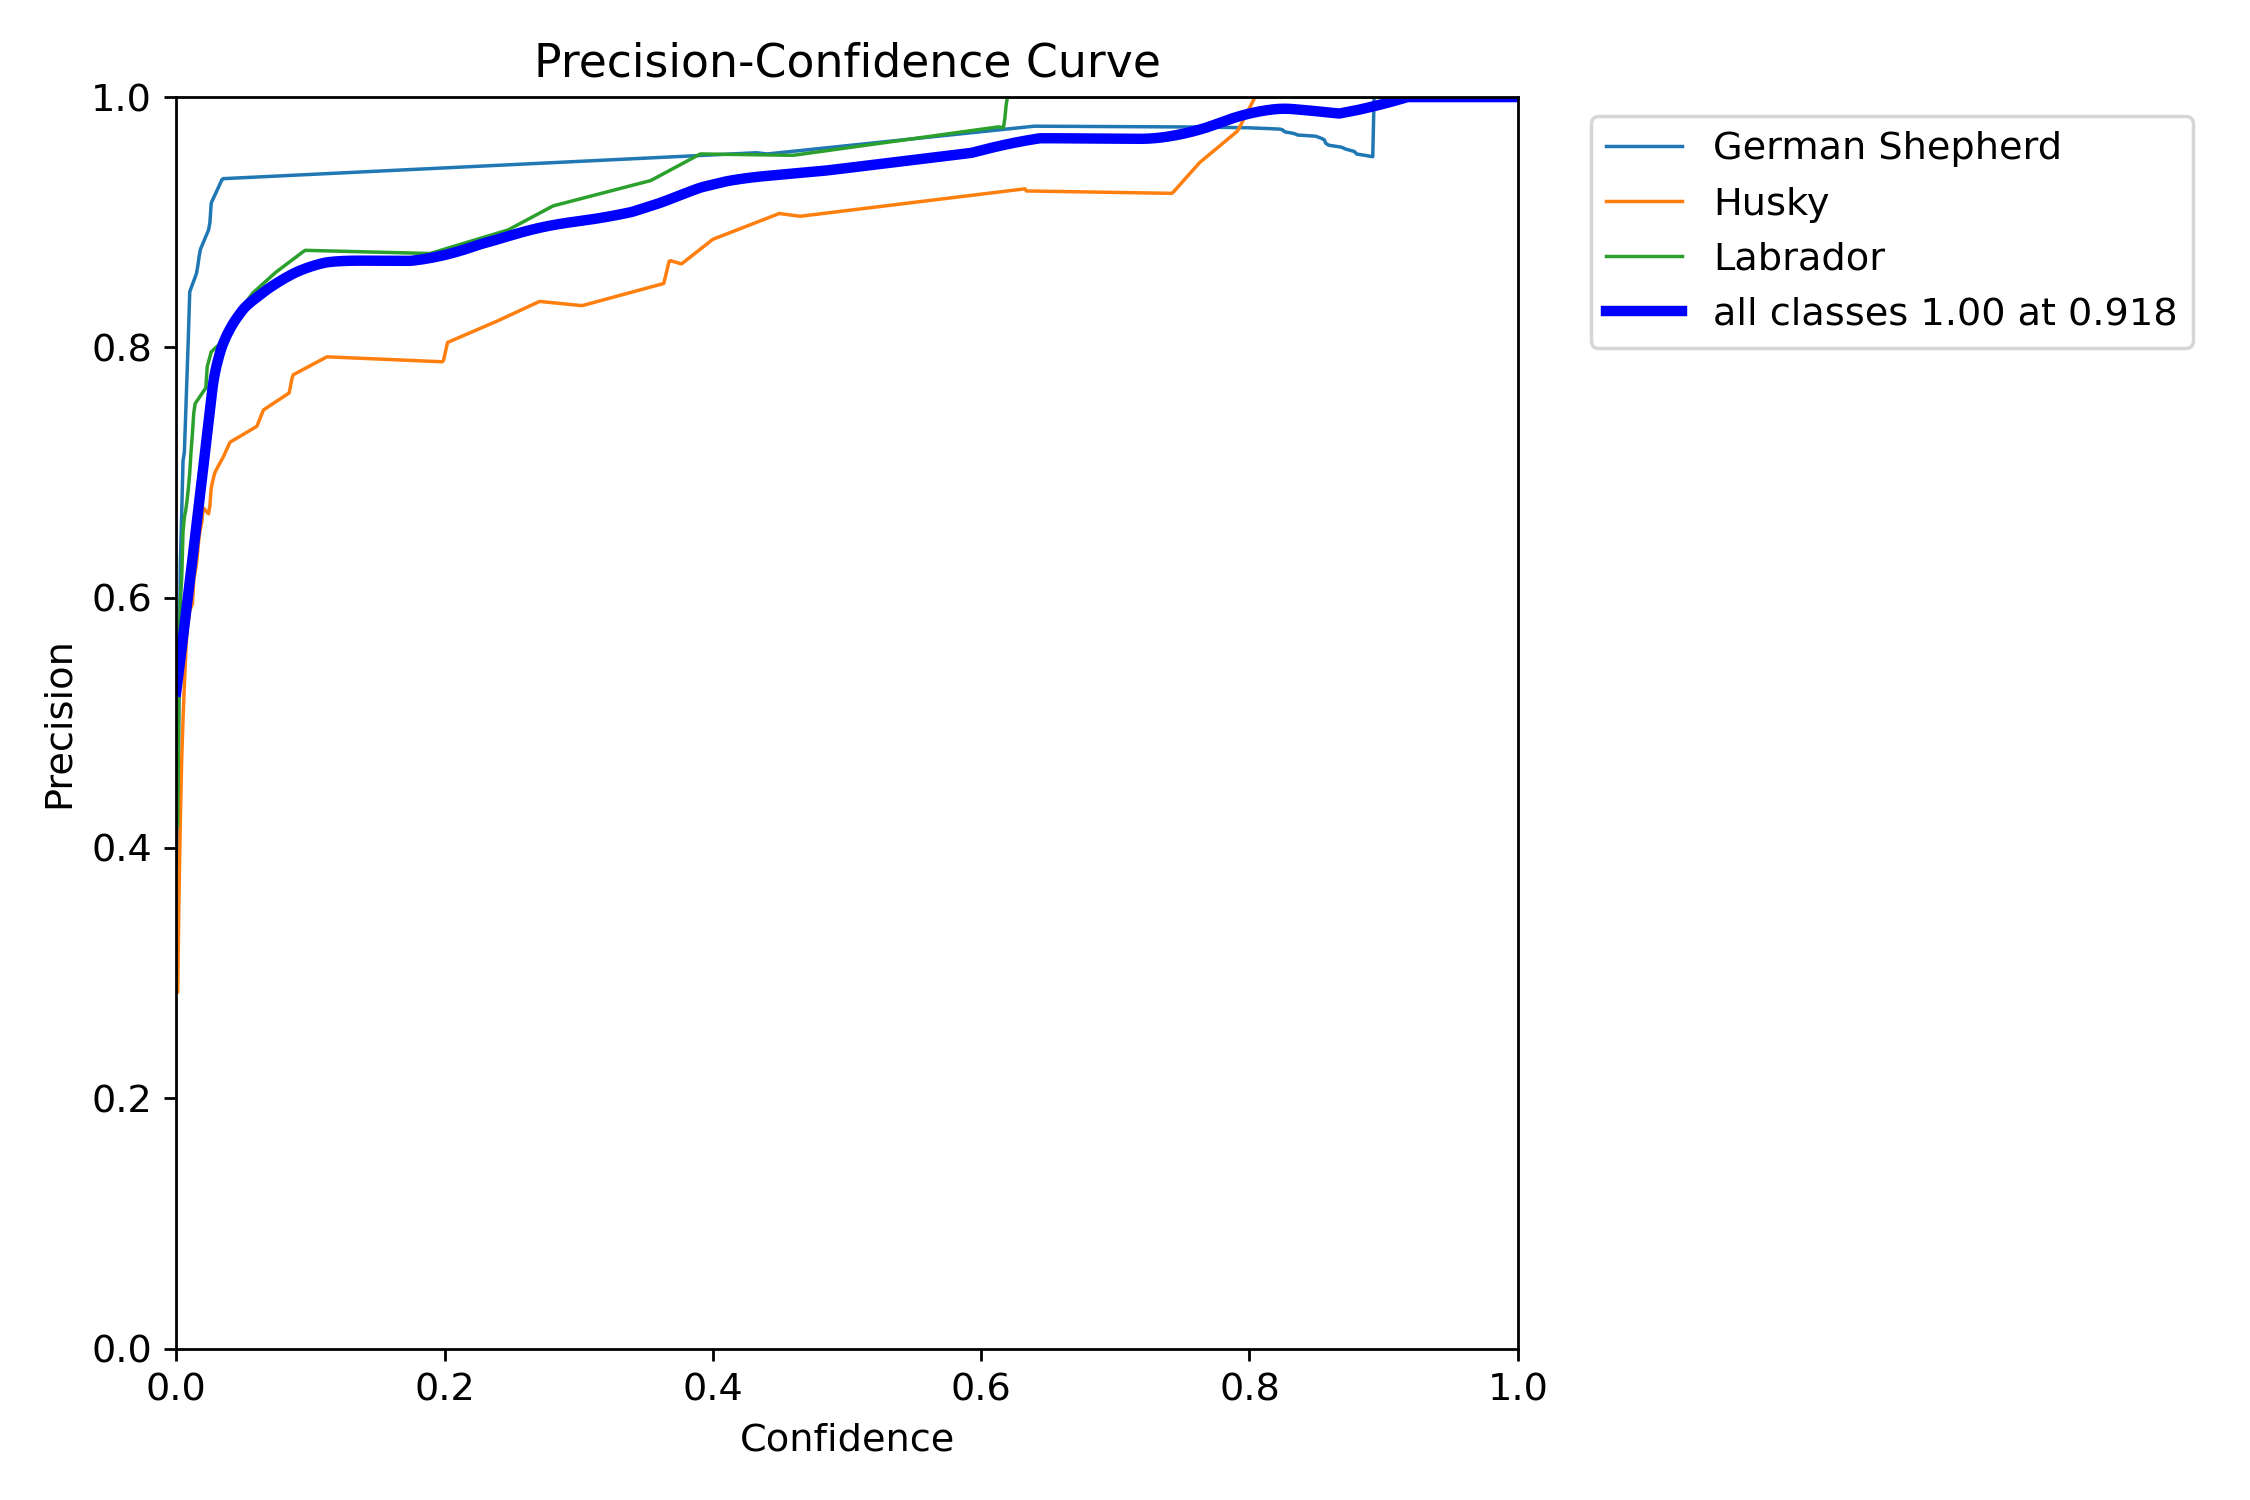 Precision-Confidence Curve
1.0
0.8
0.6
0.4
0.2
0.0
Precision
0.0 0.2 0.4 0.6 0.8 1.0
Confidence
German Shepherd
Husky
Labrador
all classes 1.00 at 0.918